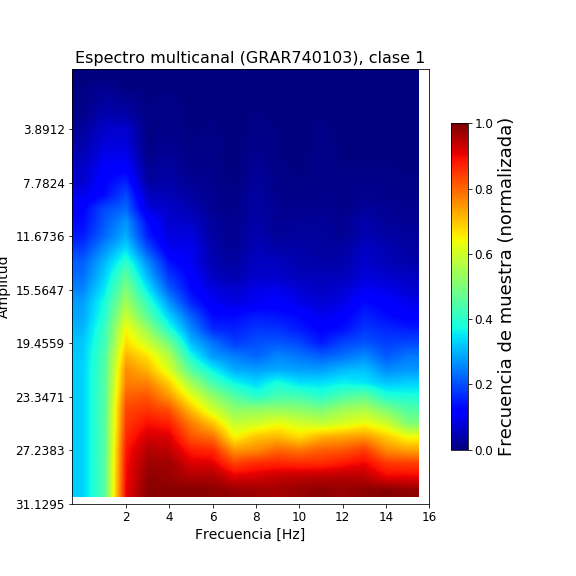 Espectro multicanal (GRAR740103), clase 1
3.8912
7.7824
11.6736
15.5647
19.4559
23.3471
27.2383
31.1295
Amplitud
2 4 6 8 10 12 14 16
Frecuencia [Hz]
1.0
0.8
0.6
0.4
0.2
0.0
Frecuencia de muestra (normalizada)